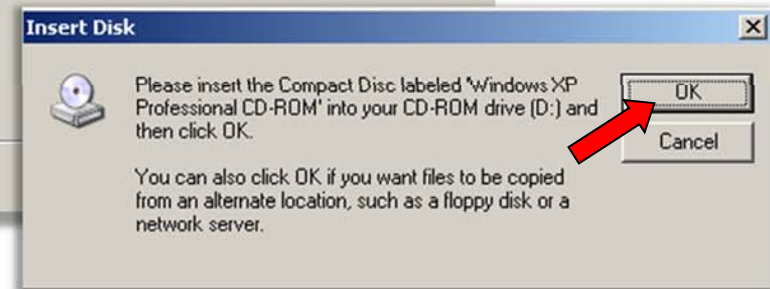 Insert Disk
Please insert the Compact Disc labeled 'Windows XP
Professional CD-ROM' into your CD-ROM drive (D:) and
then click OK.
You can also click OK if you want files to be copied
from an alternate location, such as a floppy disk or a
network server.
OK
Cancel